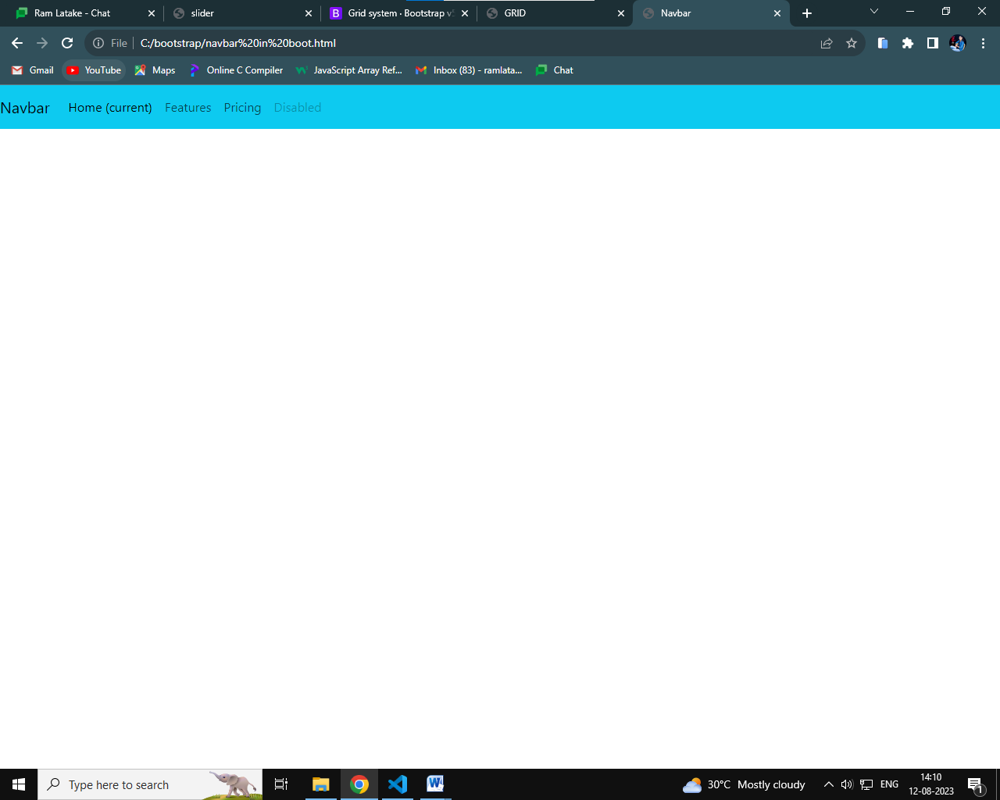 Ram Latake - Chat slider Grid system · Bootstrap v5 GRID Navbar
File C:/bootstrap/navbar%20in%20boot.html
Gmail YouTube Maps Online C Compiler JavaScript Array Ref... Inbox (83) - ramlata... Chat
Navbar Home (current) Features Pricing Disabled
Type here to search 30°C Mostly cloudy ENG 14:10
12-08-2023 1